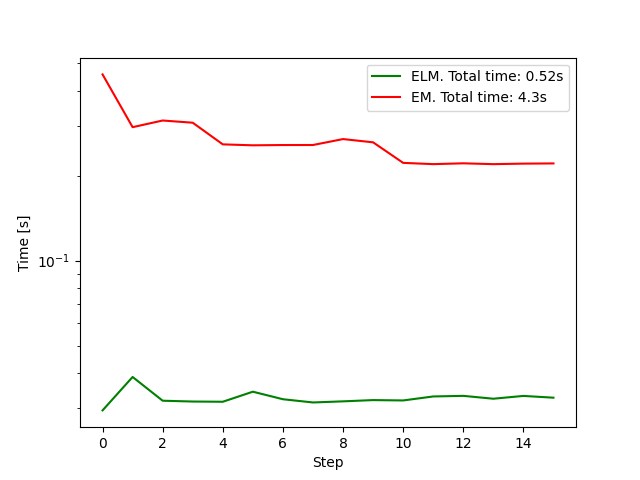 ELM. Total time: 0.52s
EM. Total time: 4.3s
Time [s]
10⁻¹
0 2 4 6 8 10 12 14
Step